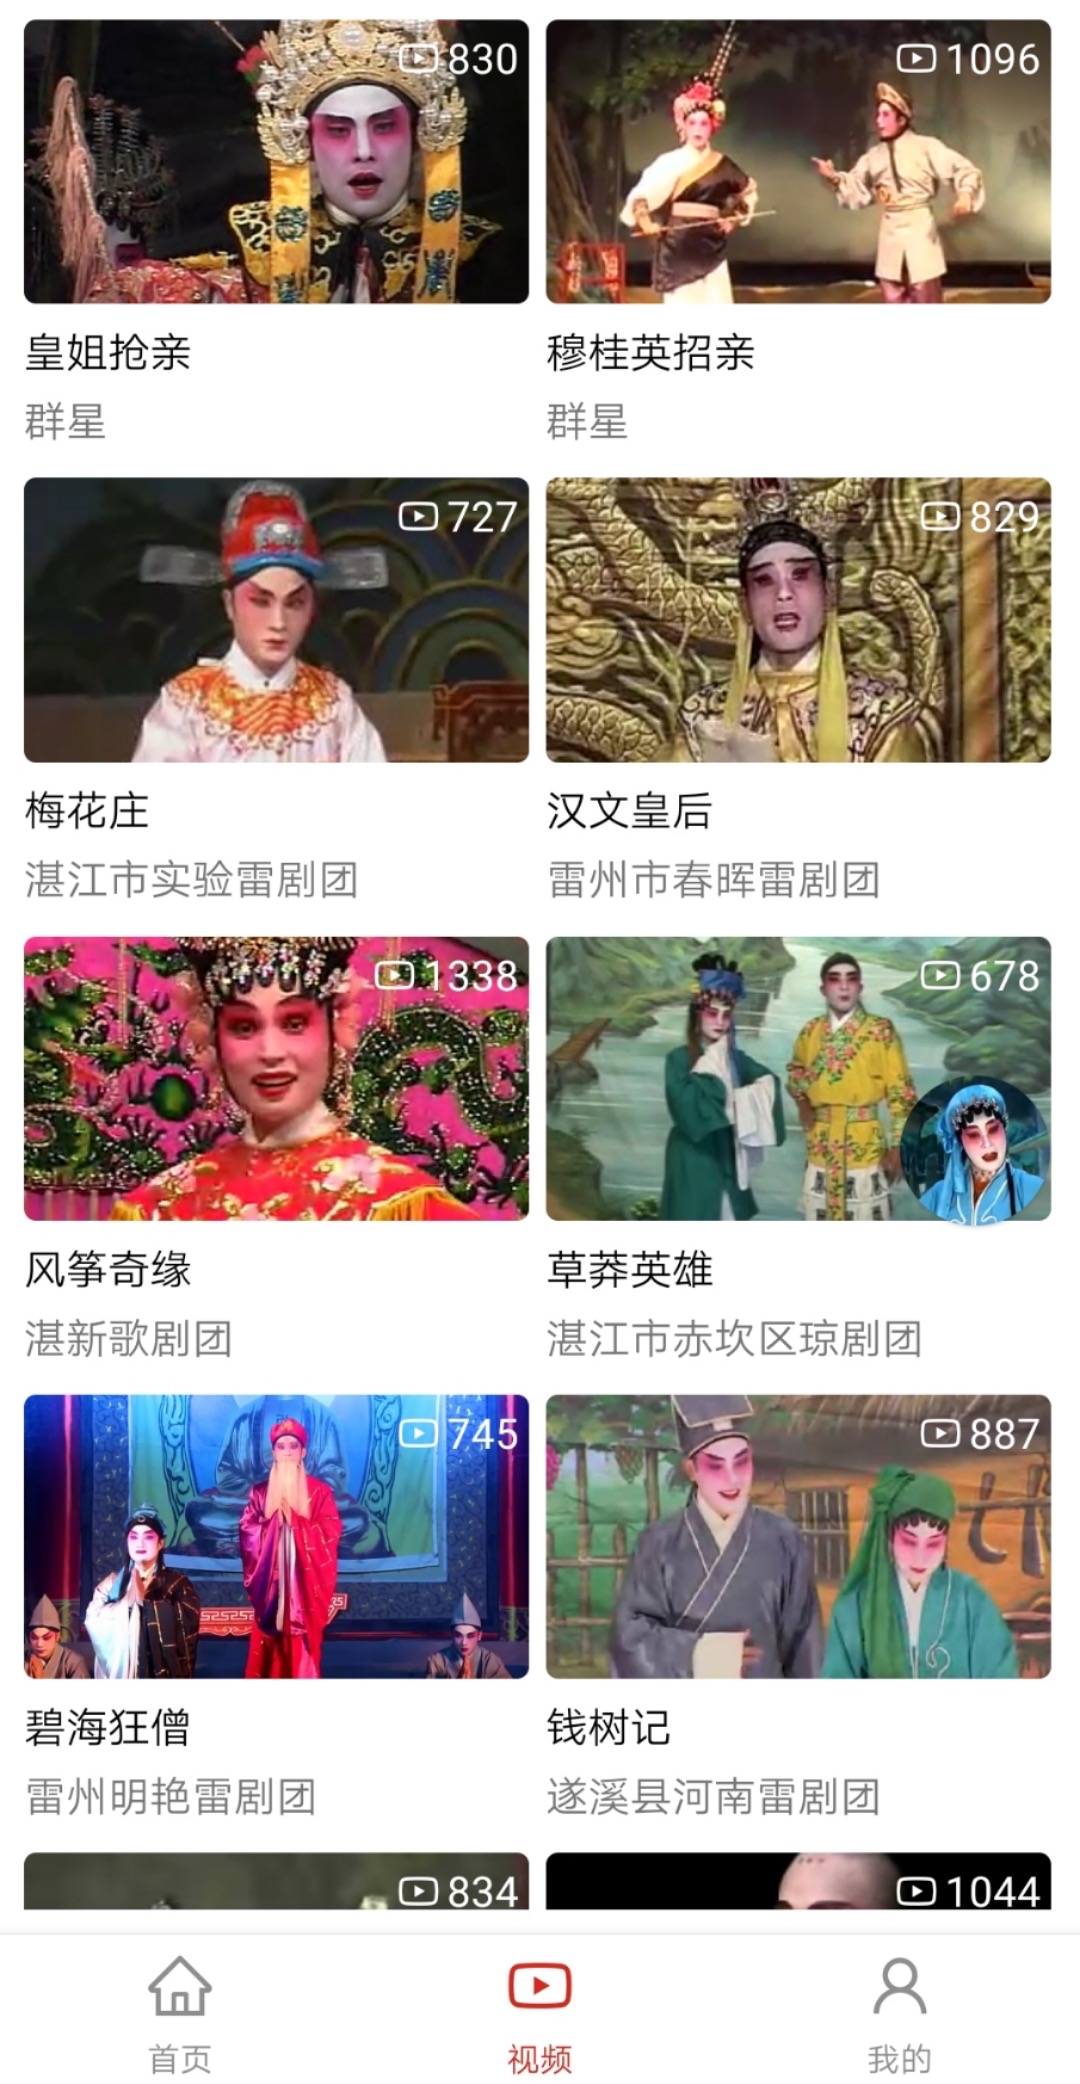 830
1096
皇姐抢亲
穆桂英招亲
群星
群星
727
829
梅花庄
汉文皇后
湛江市实验雷剧团
雷州市春晖雷剧团
1338
678
风筝奇缘
草莽英雄
湛新歌剧团
湛江市赤坎区琼剧团
745
887
碧海狂僧
钱树记
雷州明艳雷剧团
遂溪县河南雷剧团
834
1044
首页
视频
我的